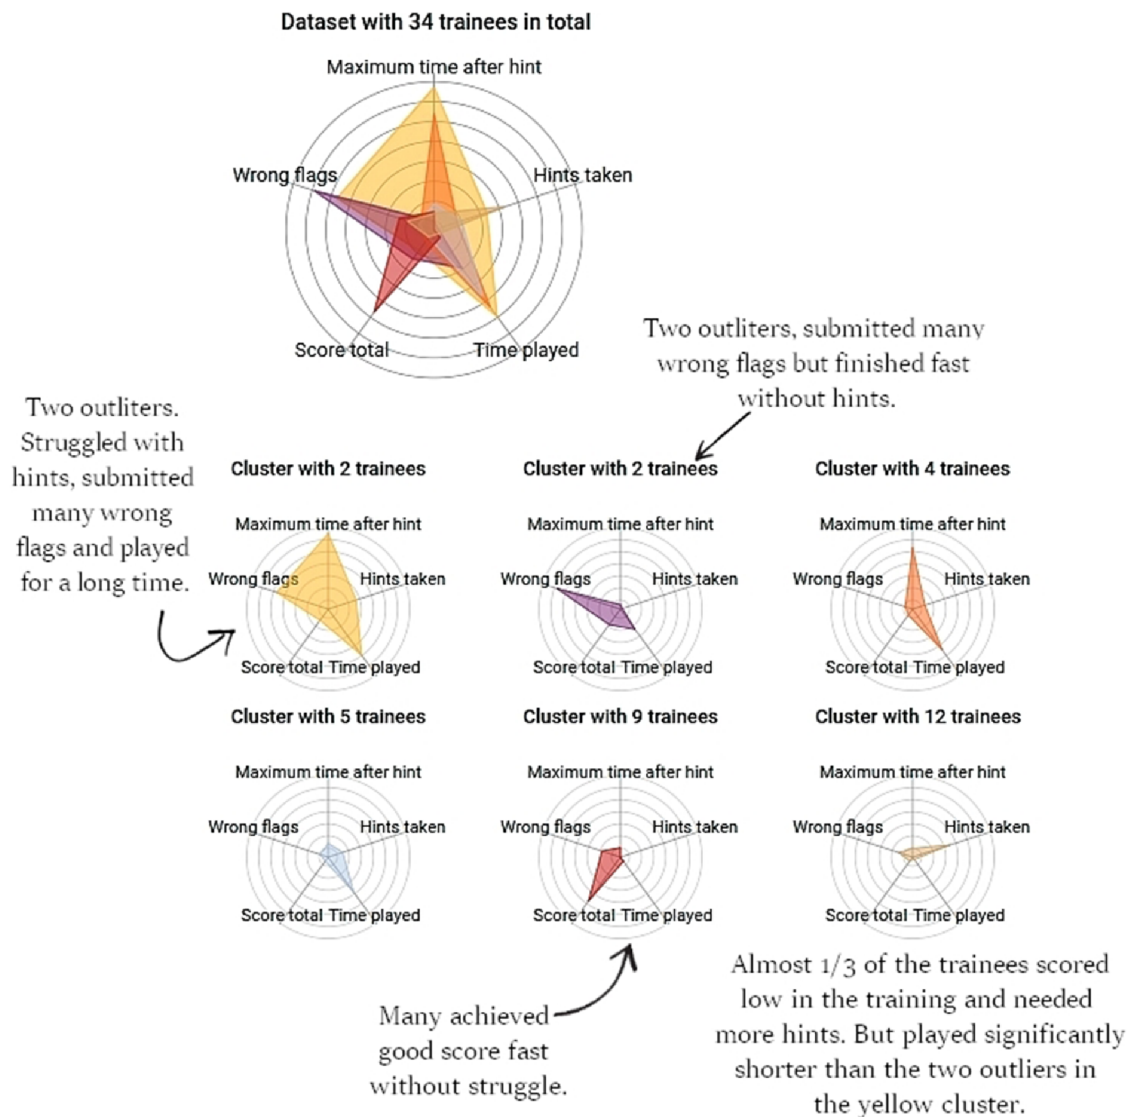 Dataset with 34 trainees in total
Maximum time after hint
Wrong flags
Hints taken
Score total
Time played
Two outliters, submitted many
wrong flags but finished fast
without hints.
Two outliters.
Struggled with
hints, submitted
many wrong
flags and played
for a long time.
Cluster with 2 trainees
Maximum time after hint
Wrong flags
Hints taken
Score total
Time played
Cluster with 2 trainees
Maximum time after hint
Wrong flags
Hints taken
Score total
Time played
Cluster with 4 trainees
Maximum time after hint
Wrong flags
Hints taken
Score total
Time played
Cluster with 5 trainees
Maximum time after hint
Wrong flags
Hints taken
Score total
Time played
Cluster with 9 trainees
Maximum time after hint
Wrong flags
Hints taken
Score total
Time played
Cluster with 12 trainees
Maximum time after hint
Wrong flags
Hints taken
Score total
Time played
Many achieved
good score fast
without struggle.
Almost 1/3 of the trainees scored
low in the training and needed
more hints. But played significantly
shorter than the two outliers in
the yellow cluster.